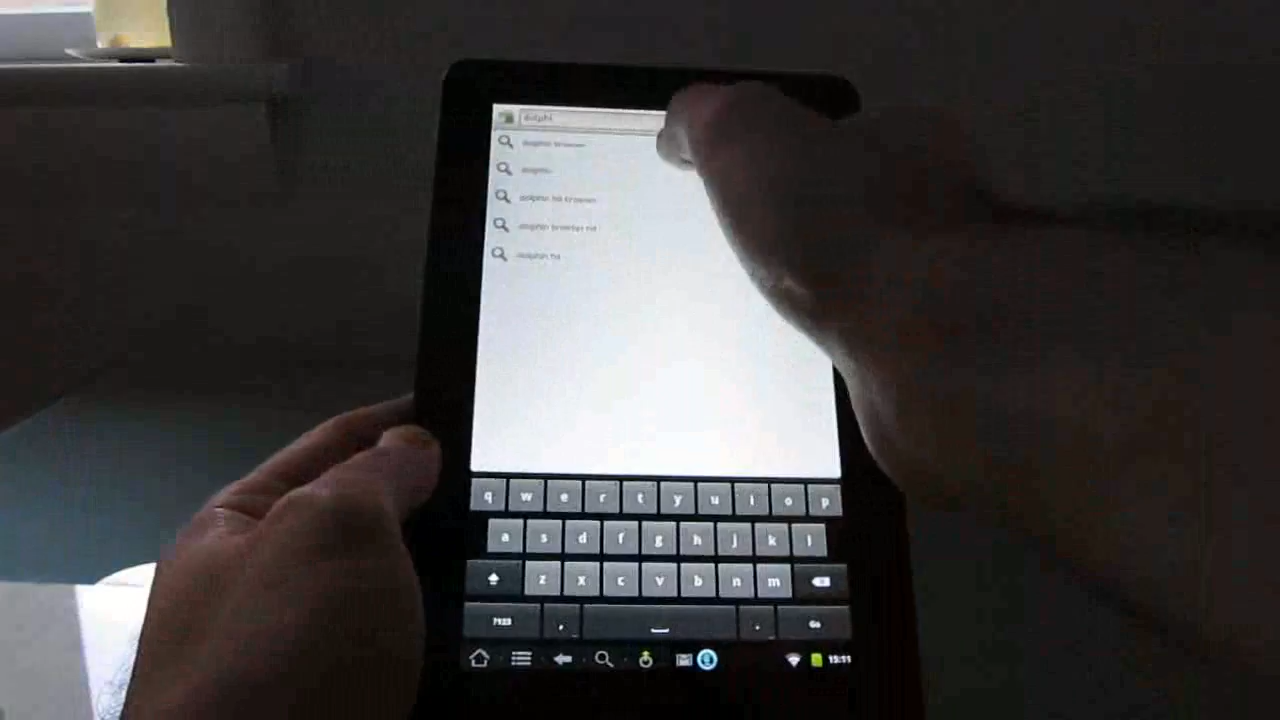 dolphi
dolphin browser
dolphin
dolphin hd browser
dolphin browser hd
dolphin hd
q w e r t y u i o p
a s d f g h j k l
z x c v b n m
?123 , . Go
15:11